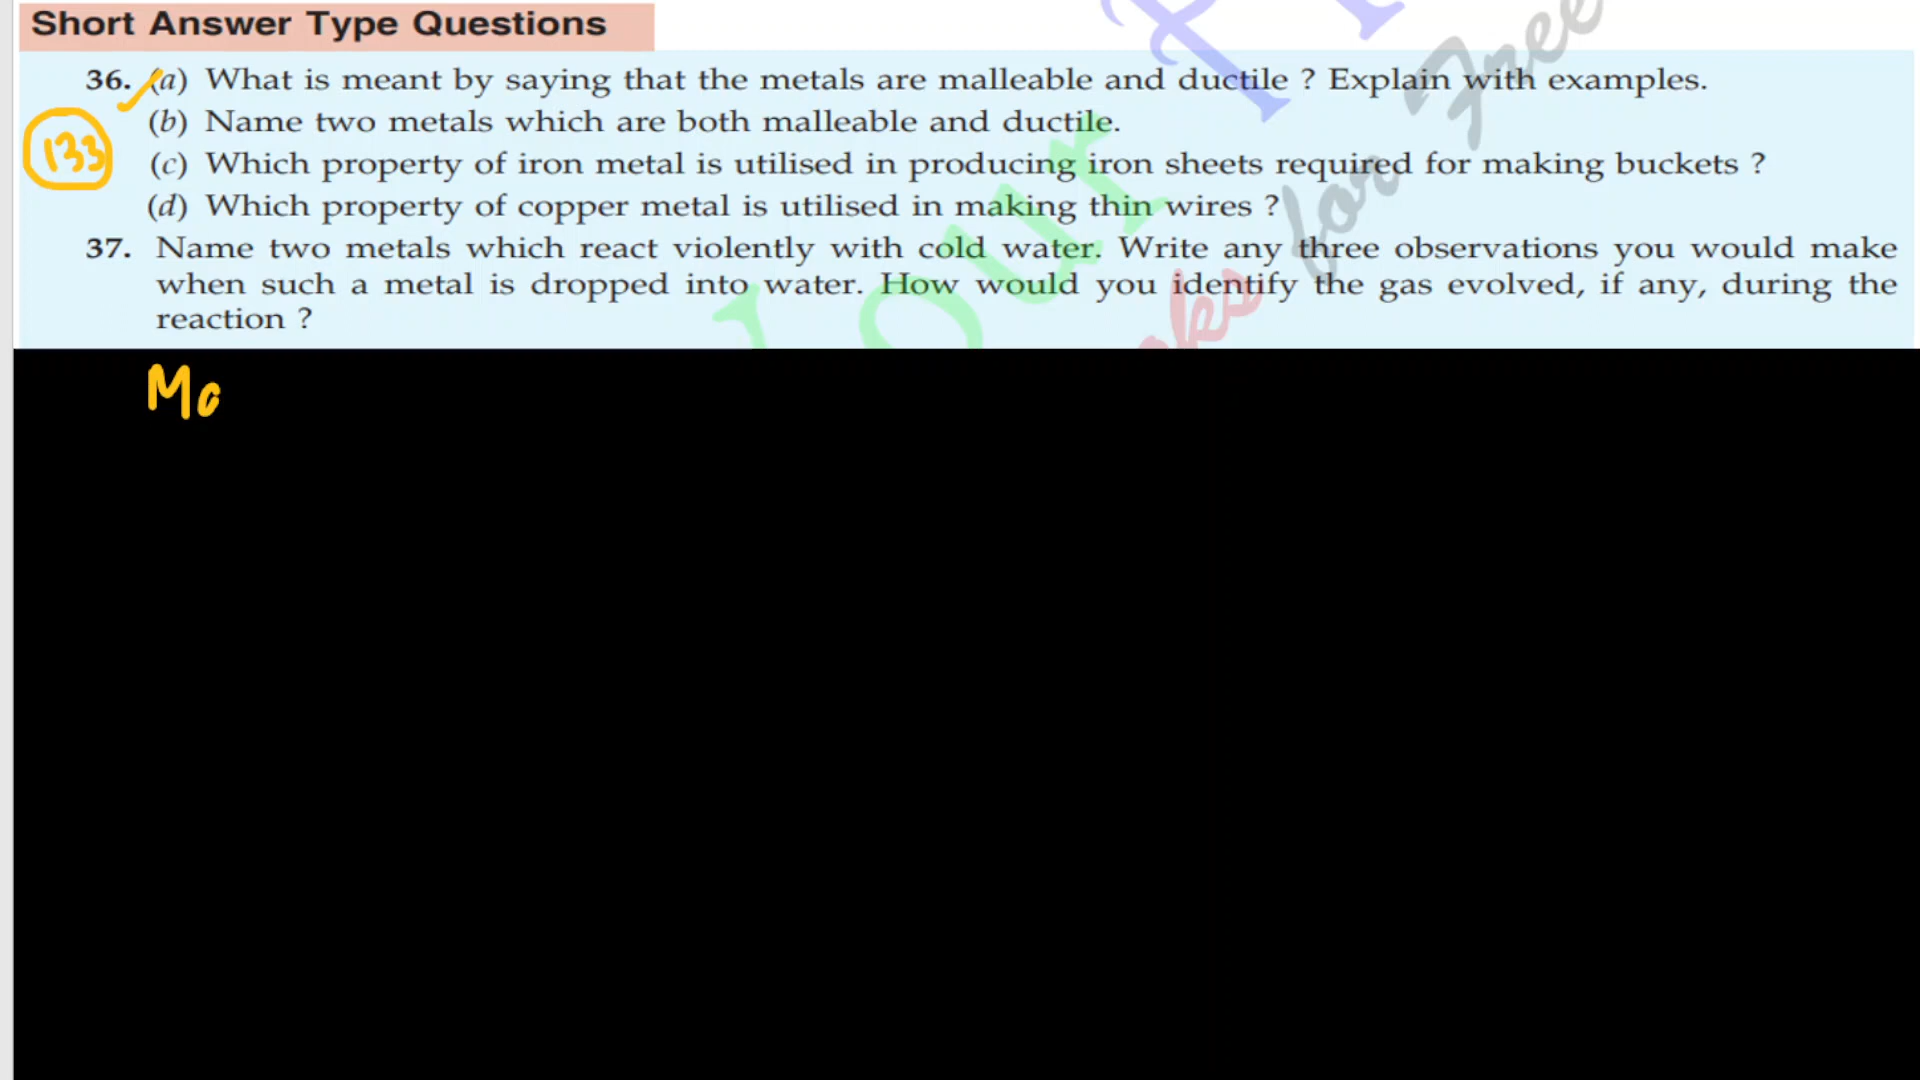 Short Answer Type Questions
36. (a) What is meant by saying that the metals are malleable and ductile ? Explain with examples.
133
(b) Name two metals which are both malleable and ductile.
(c) Which property of iron metal is utilised in producing iron sheets required for making buckets ?
(d) Which property of copper metal is utilised in making thin wires ?
37. Name two metals which react violently with cold water. Write any three observations you would make
when such a metal is dropped into water. How would you identify the gas evolved, if any, during the
reaction ?
Ma
for Free